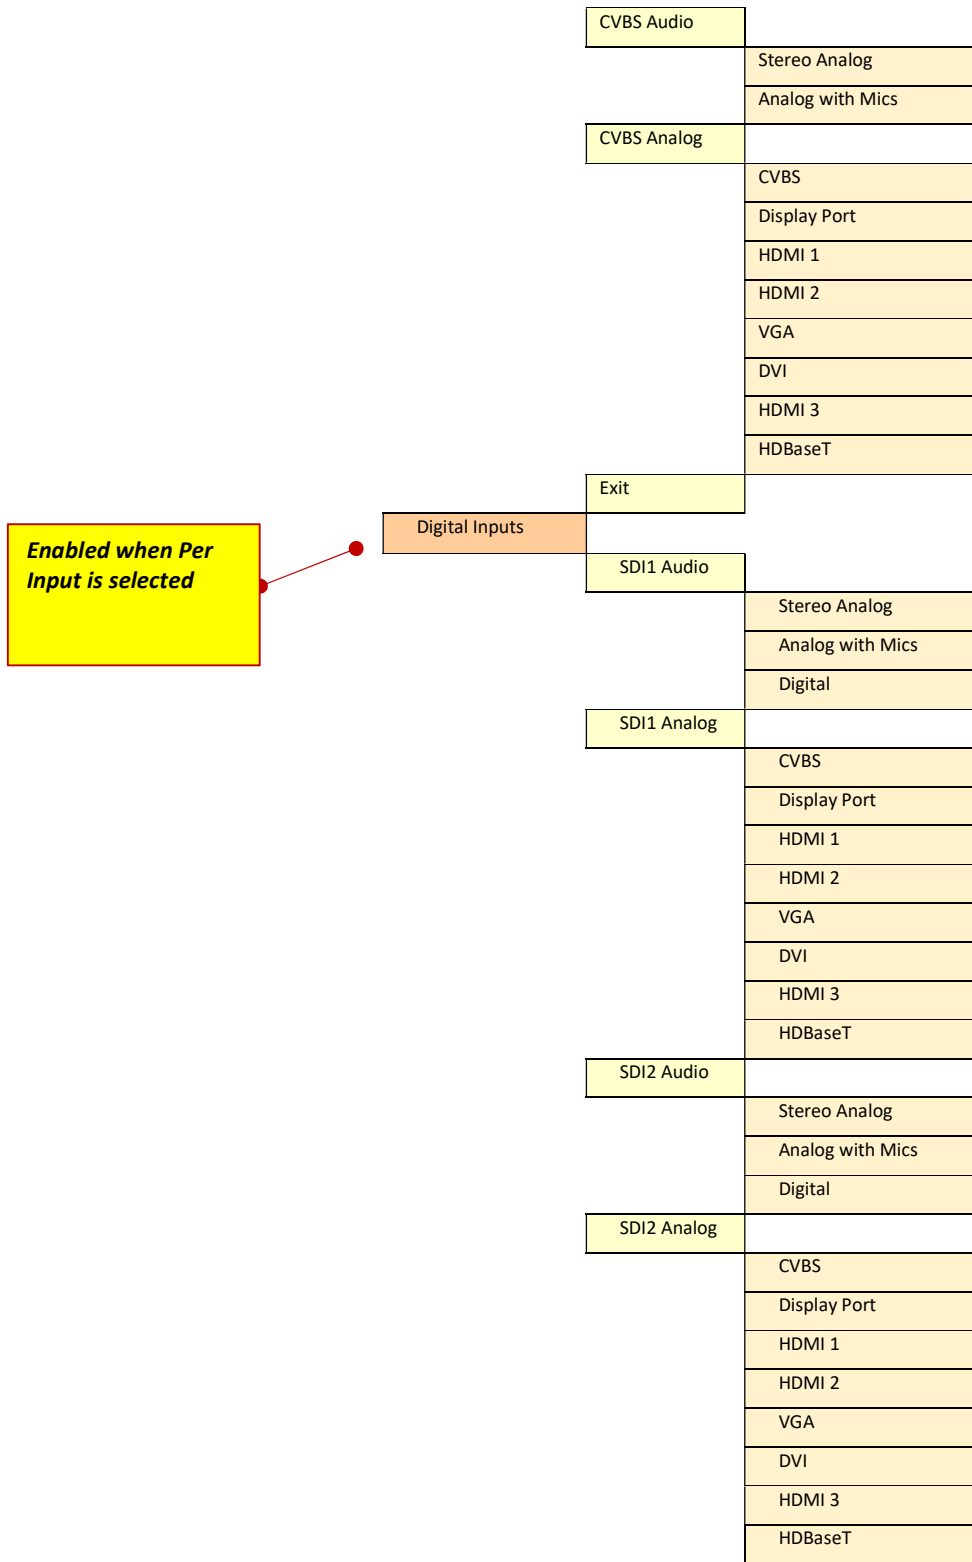 CVBS Audio
Stereo Analog
Analog with Mics
CVBS Analog
CVBS
Display Port
HDMI 1
HDMI 2
VGA
DVI
HDMI 3
HDBaseT
Exit
Digital Inputs
Enabled when Per
Input is selected
SDI1 Audio
Stereo Analog
Analog with Mics
Digital
SDI1 Analog
CVBS
Display Port
HDMI 1
HDMI 2
VGA
DVI
HDMI 3
HDBaseT
SDI2 Audio
Stereo Analog
Analog with Mics
Digital
SDI2 Analog
CVBS
Display Port
HDMI 1
HDMI 2
VGA
DVI
HDMI 3
HDBaseT